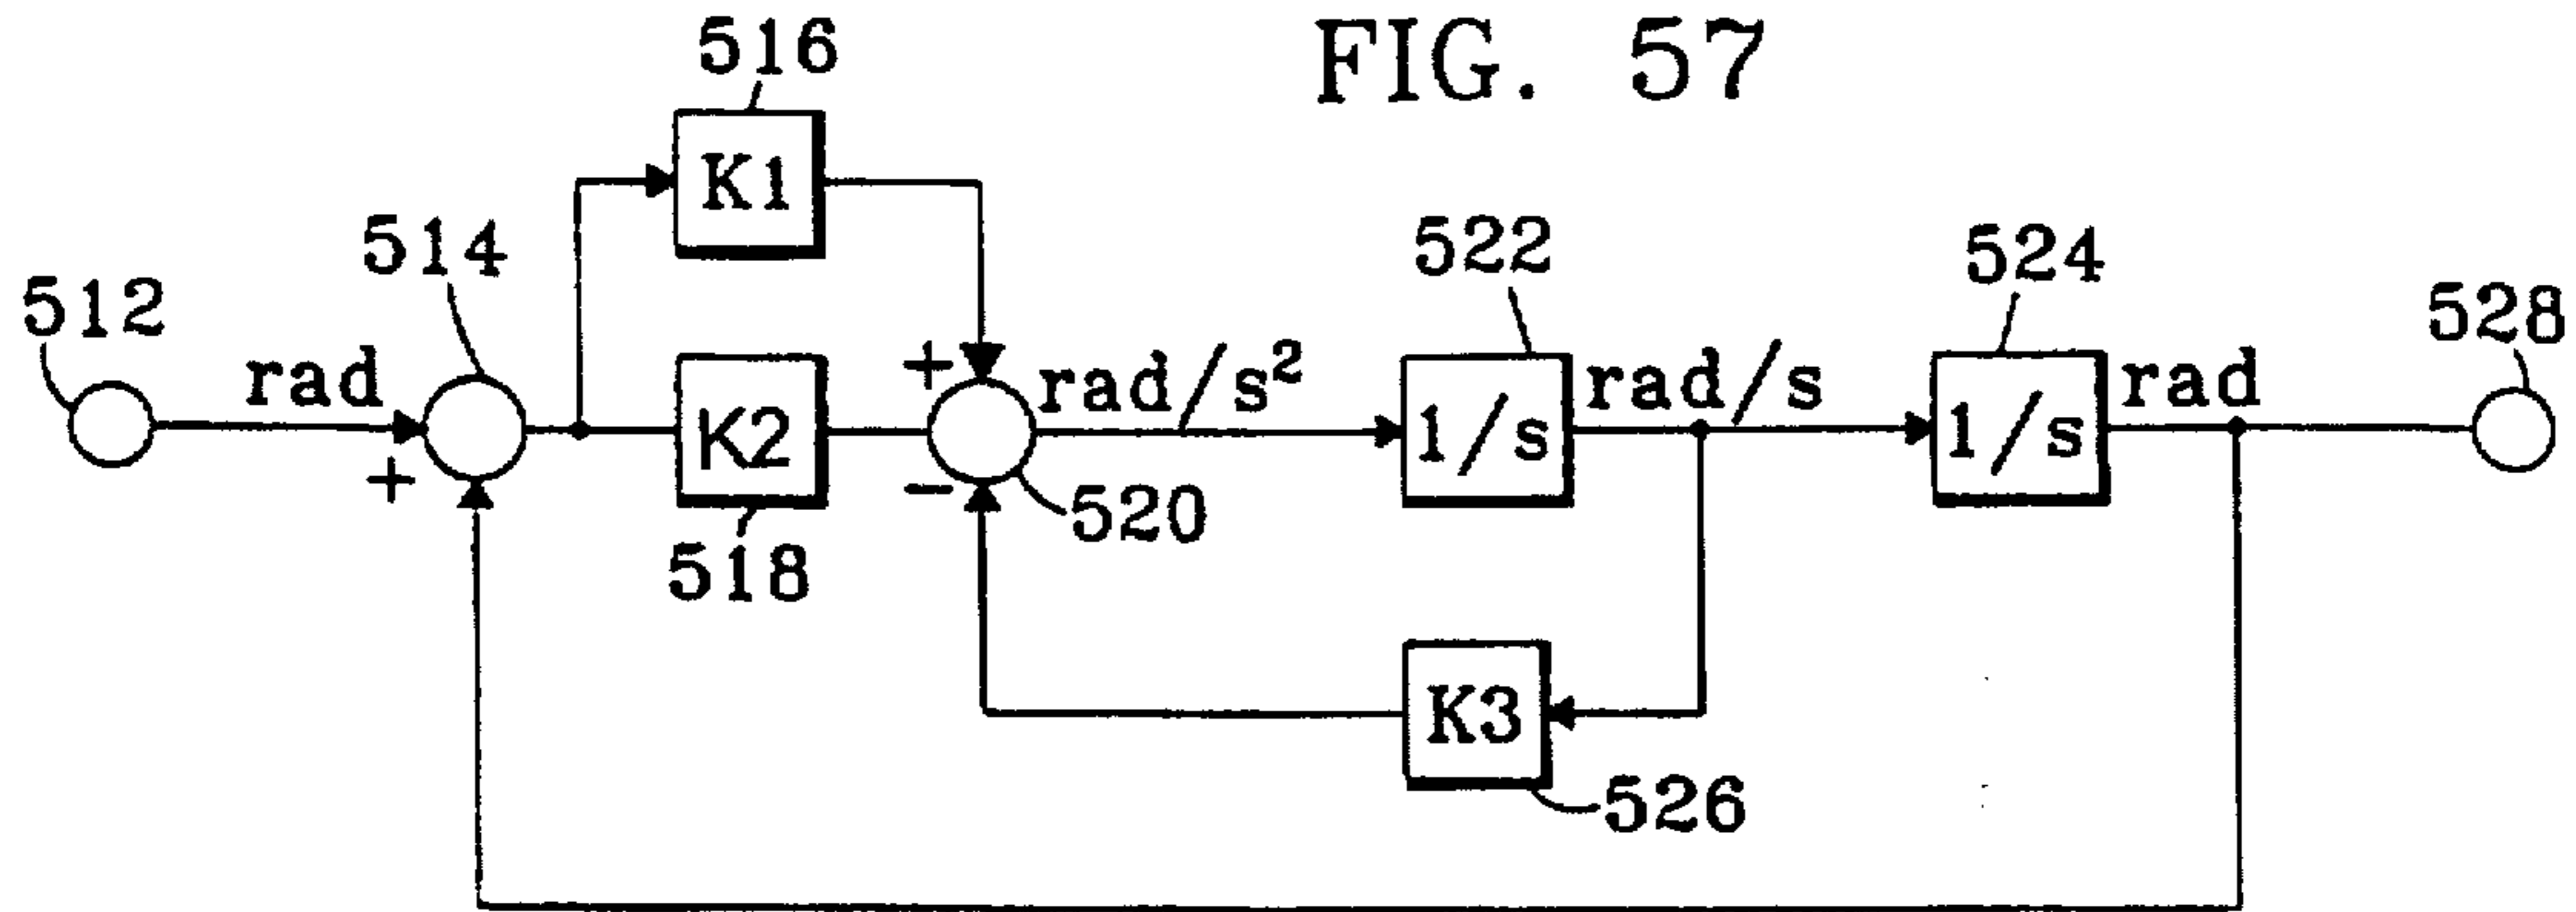 FIG. 57
516
K1
514
512
rad
+
K2
518
+
-
520
rad/s²
522
1/s
rad/s
524
1/s
rad
528
K3
526